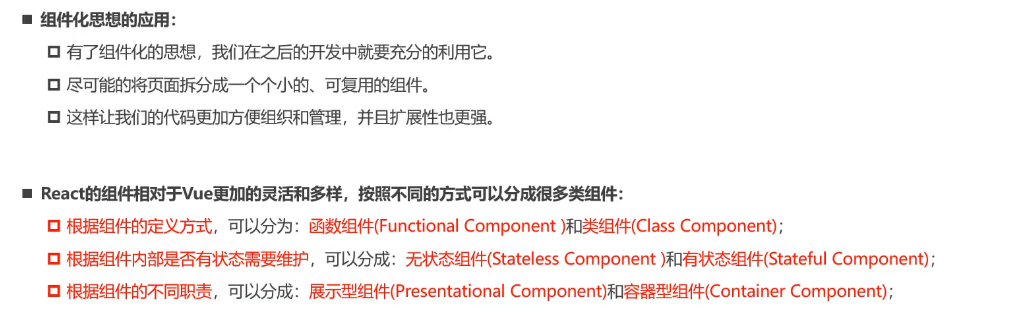 ■ 组件化思想的应用：
❑ 有了组件化的思想，我们在之后的开发中就要充分的利用它。
❑ 尽可能的将页面拆分成一个个小的、可复用的组件。
❑ 这样让我们的代码更加方便组织和管理，并且扩展性也更强。
■ React的组件相对于Vue更加的灵活和多样，按照不同的方式可以分成很多类组件：
❑ 根据组件的定义方式，可以分为：函数组件(Functional Component )和类组件(Class Component)；
❑ 根据组件内部是否有状态需要维护，可以分成：无状态组件(Stateless Component )和有状态组件(Stateful Component)；
❑ 根据组件的不同职责，可以分成：展示型组件(Presentational Component)和容器型组件(Container Component)；